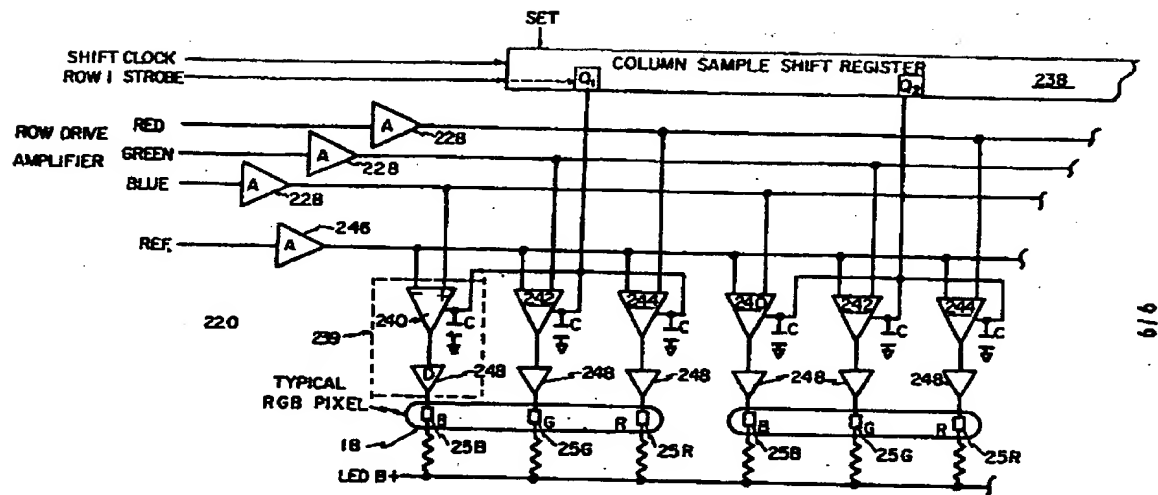 SET
SHIFT CLOCK
ROW 1 STROBE
COLUMN SAMPLE SHIFT REGISTER
Q1
Q2
238
ROW DRIVE
AMPLIFIER
RED
A
228
GREEN
A
228
BLUE
A
228
REF.
A
246
6/6
240
242
244
240
242
244
C
C
C
C
C
C
220
239
D
248
248
248
248
248
TYPICAL
RGB PIXEL
B
G
R
B
G
R
18
25B
25G
25R
25B
25G
25R
LED B+